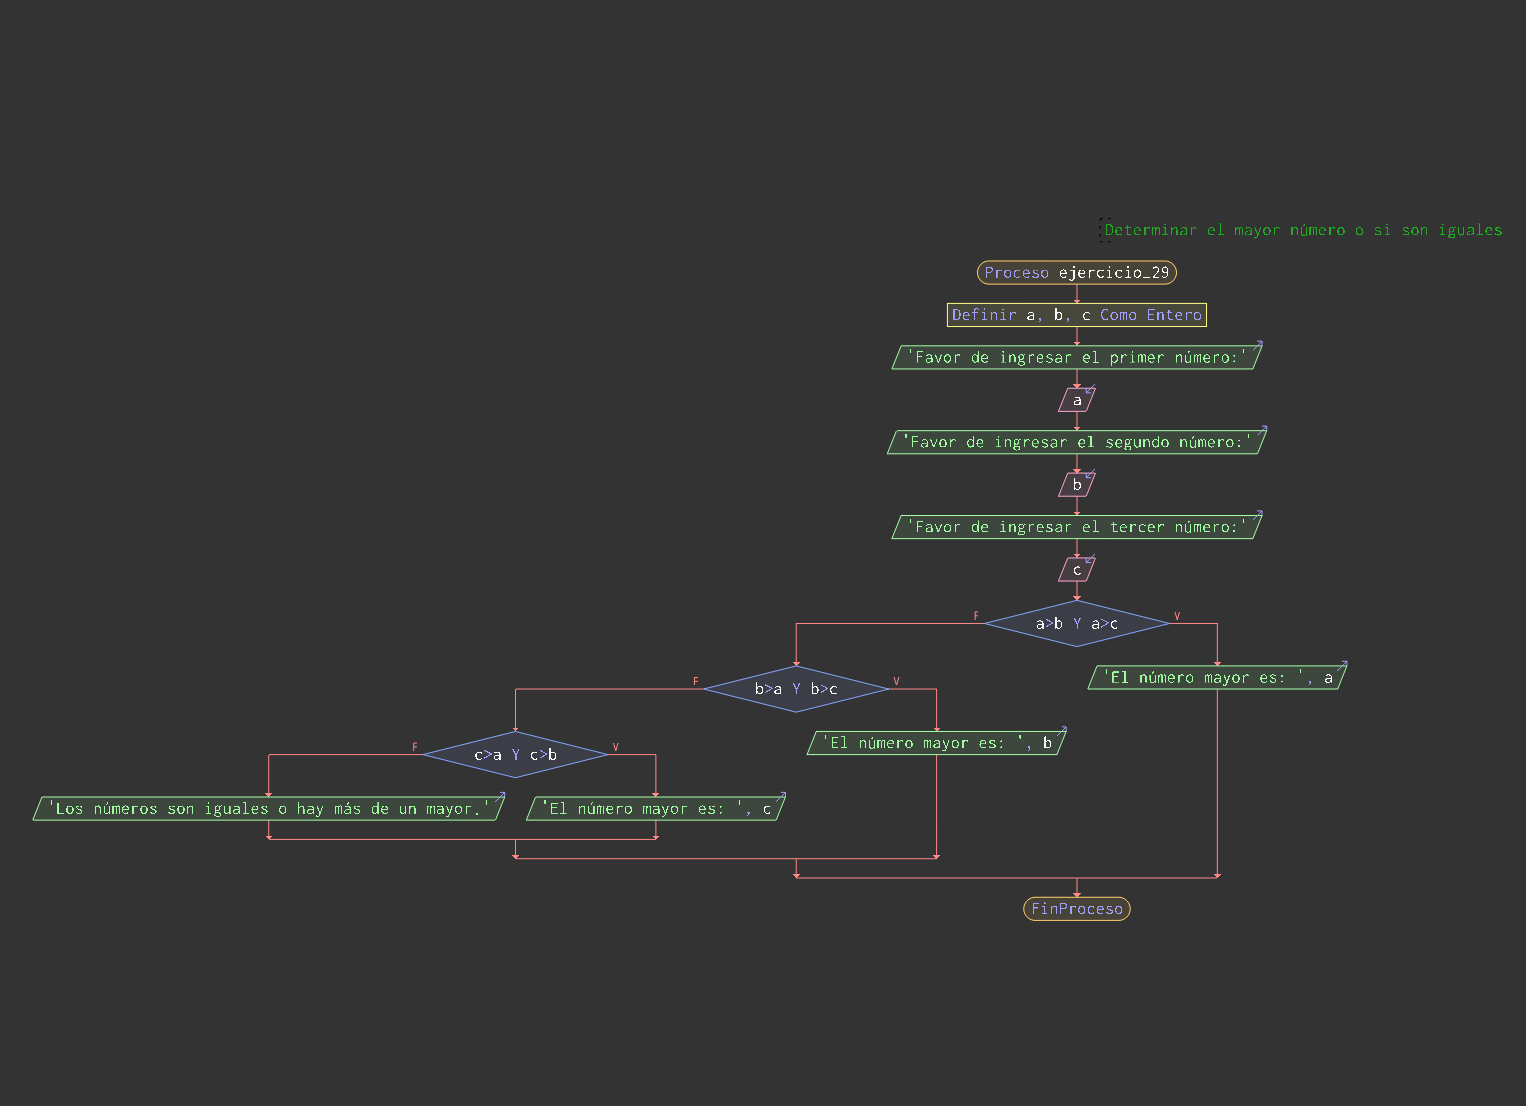 Determinar el mayor número o si son iguales
Proceso ejercicio_29
Definir a, b, c Como Entero
'Favor de ingresar el primer número:'
a
'Favor de ingresar el segundo número:'
b
'Favor de ingresar el tercer número:'
c
F
a>b Y a>c
V
'El número mayor es: ', a
F
b>a Y b>c
V
'El número mayor es: ', b
F
c>a Y c>b
V
'Los números son iguales o hay más de un mayor.'
'El número mayor es: ', c
FinProceso